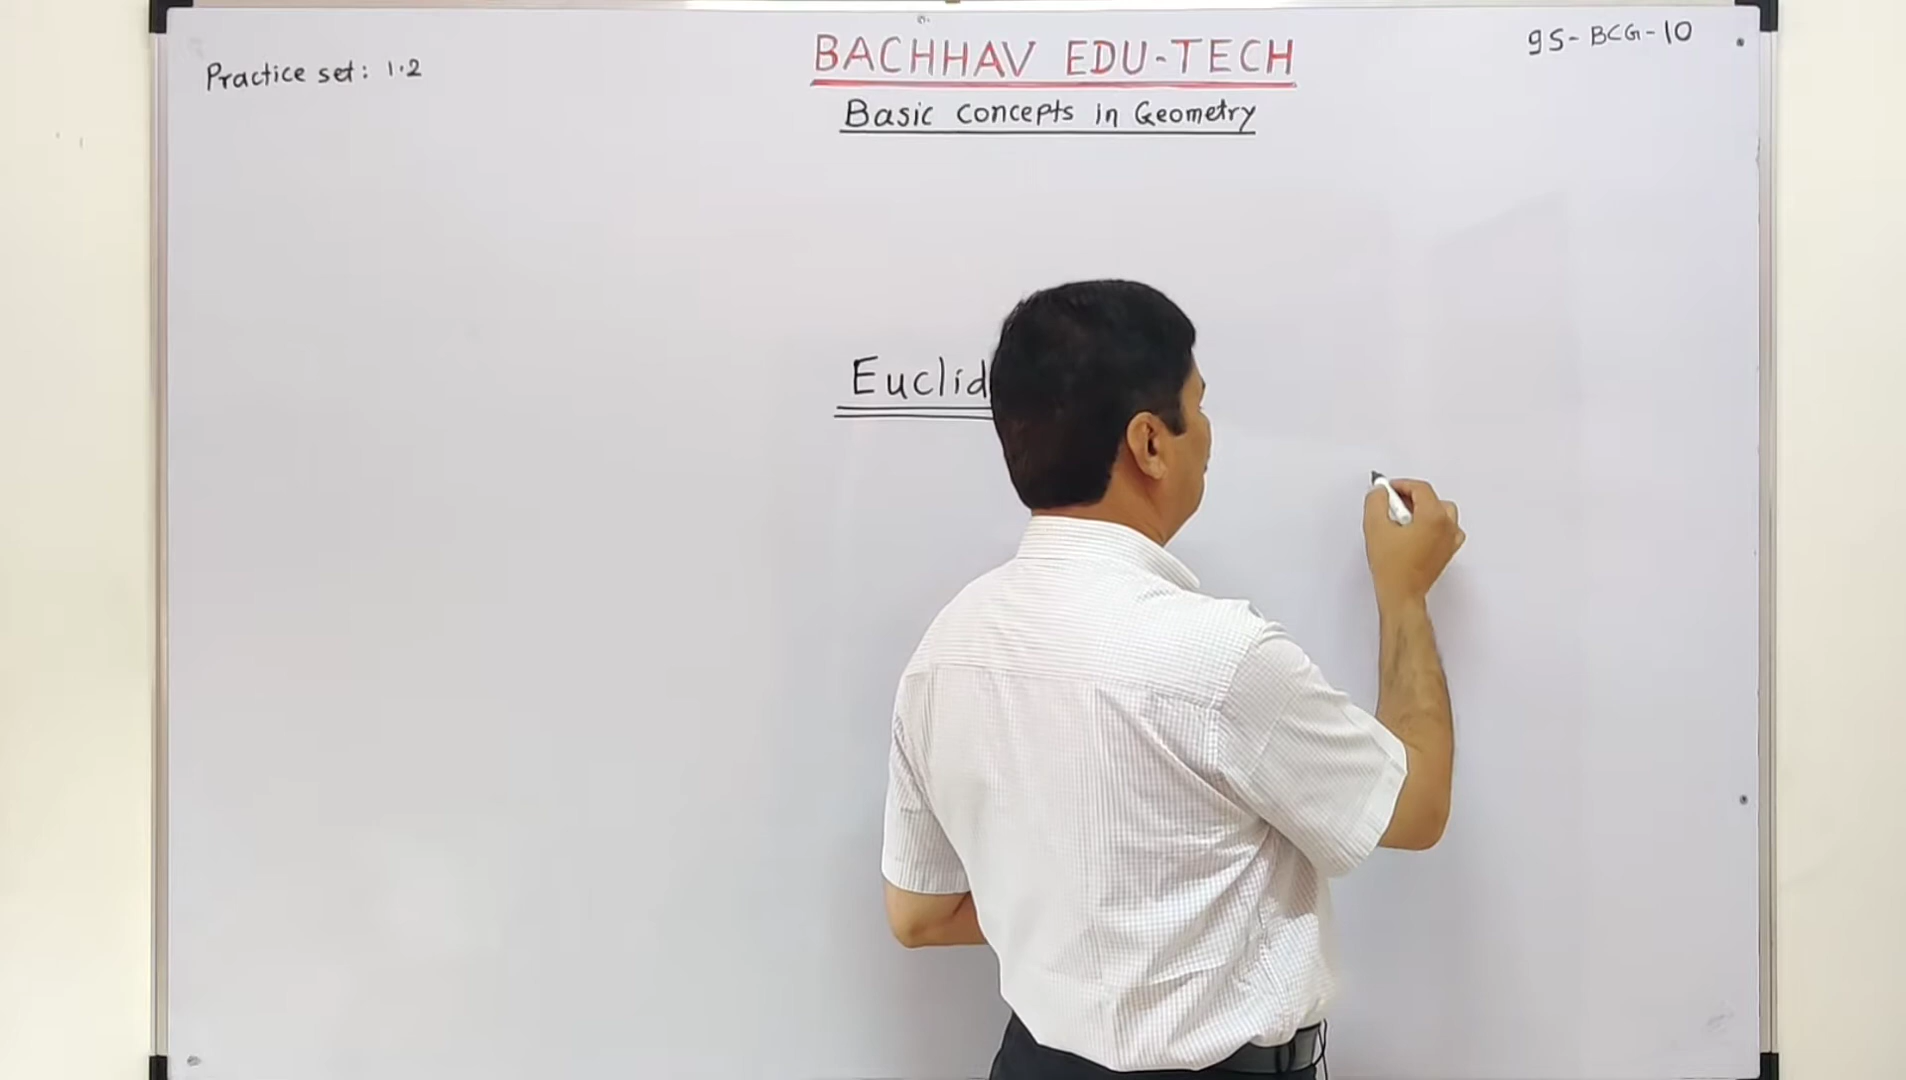 BACHHAV EDU-TECH
9S-BCG-10
Practice set: 1.2
Basic concepts in Geometry
Euclid